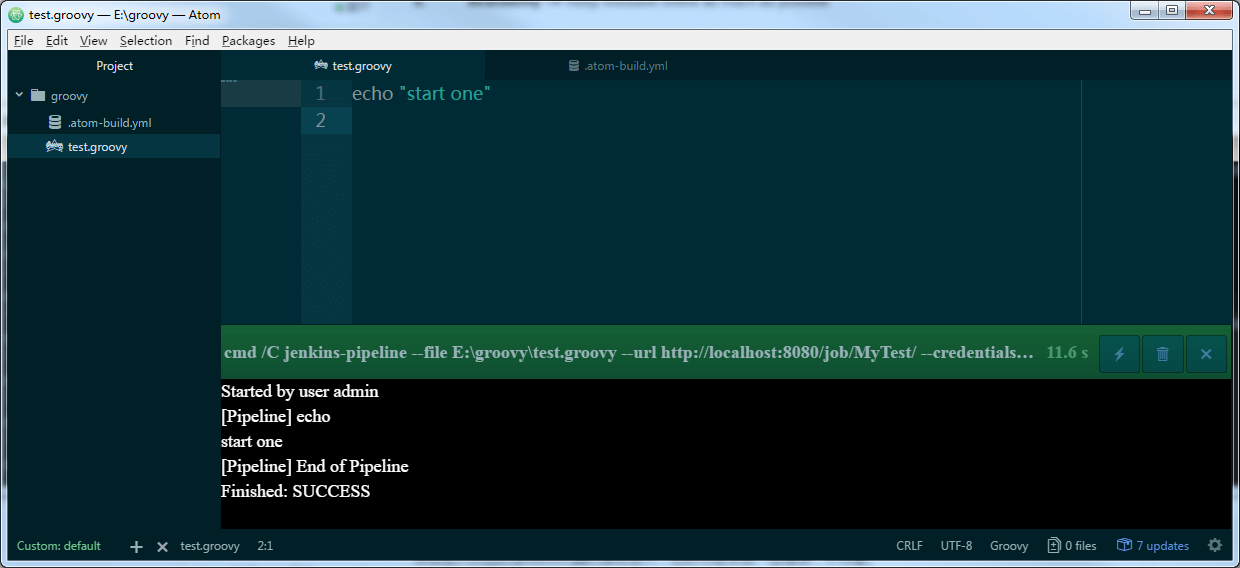 test.groovy — E:\groovy — Atom
File Edit View Selection Find Packages Help
Project
test.groovy
.atom-build.yml
groovy
.atom-build.yml
test.groovy
1 echo "start one"
2
cmd /C jenkins-pipeline --file E:\groovy\test.groovy --url http://localhost:8080/job/MyTest/ --credentials... 11.6 s
Started by user admin
[Pipeline] echo
start one
[Pipeline] End of Pipeline
Finished: SUCCESS
Custom: default + × test.groovy 2:1 CRLF UTF-8 Groovy 0 files 7 updates